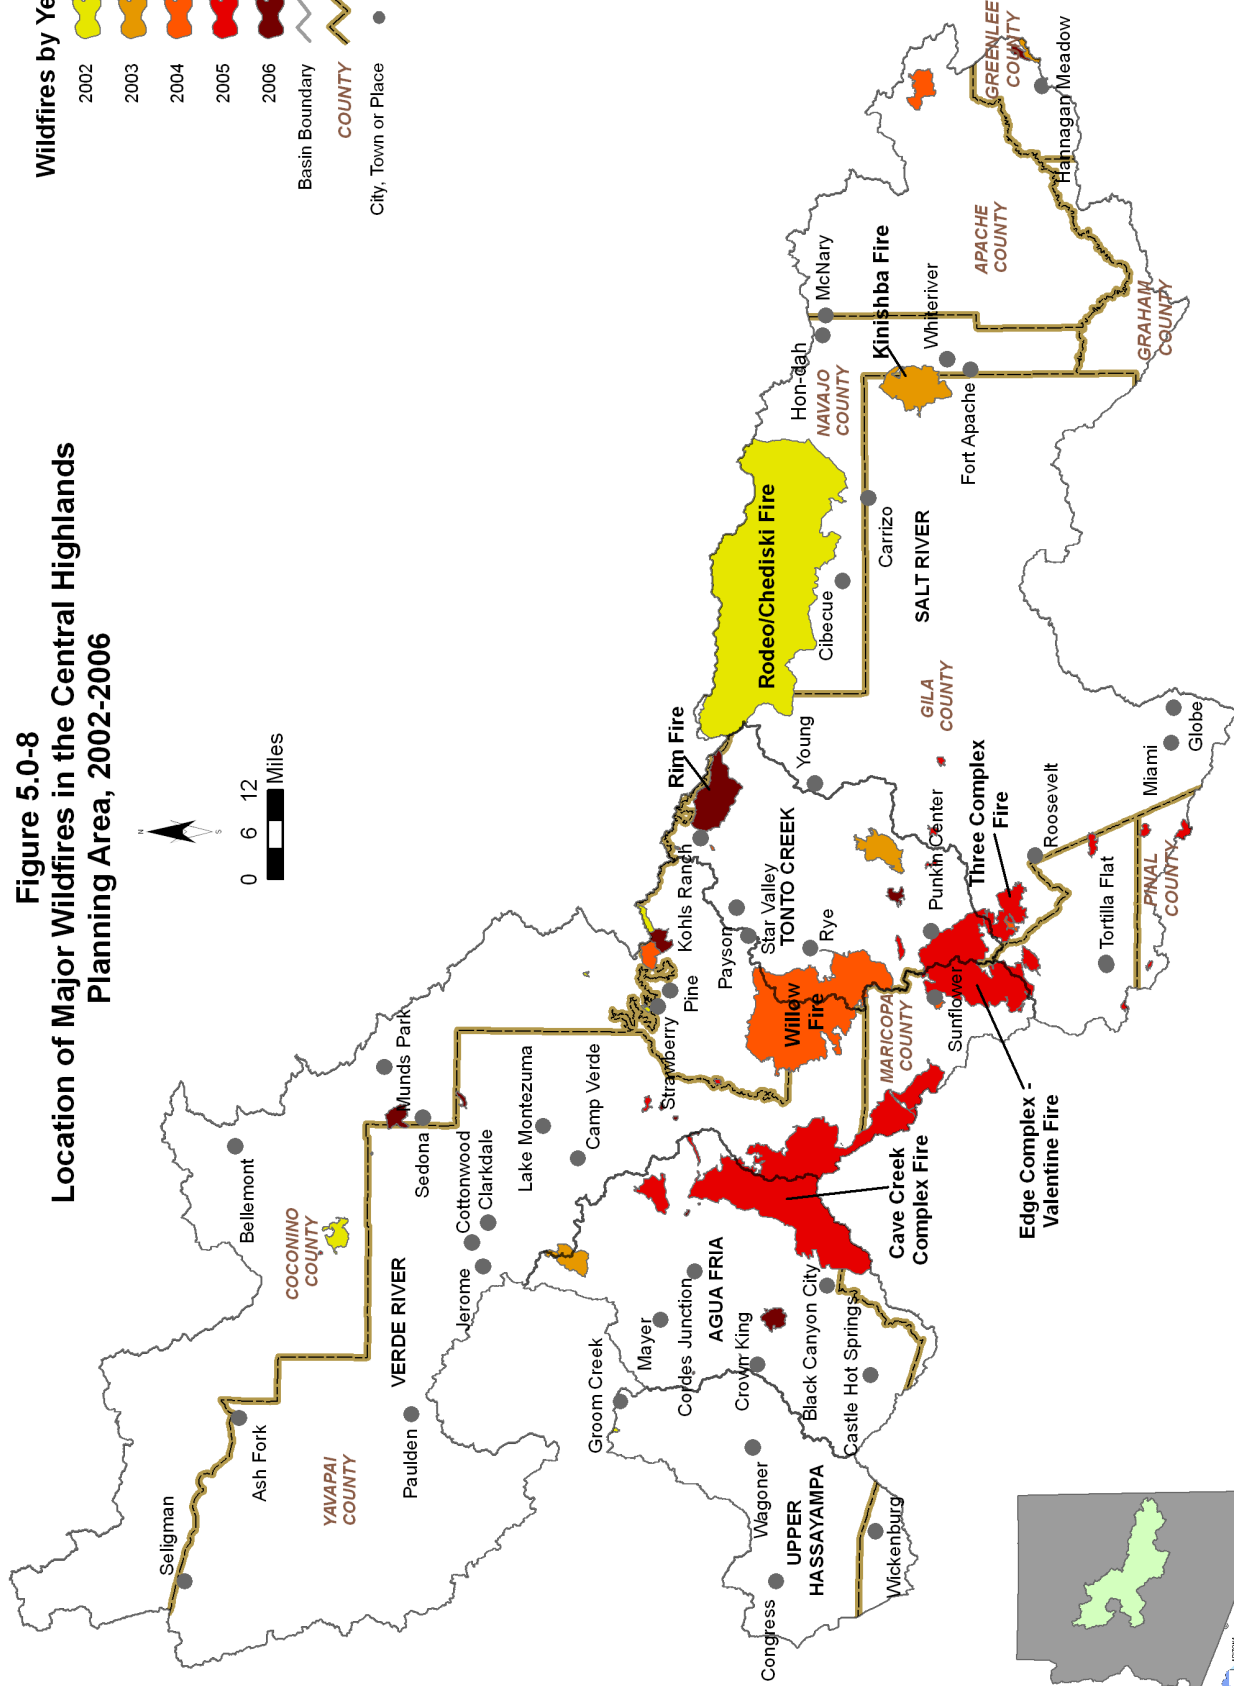 Figure 5.0-8
Location of Major Wildfires in the Central Highlands
Planning Area, 2002-2006
N
S
0 6 12
Miles
2002
2003
2004
2005
2006
Basin Boundary
COUNTY
City, Town or Place
Seligman
Ash Fork
Bellemont
Munds Park
COCONINO
COUNTY
YAVAPAI
COUNTY
Paulden
VERDE RIVER
Sedona
Jerome
Cottonwood
Clarkdale
Lake Montezuma
Camp Verde
Strawberry
Pine
Kohls Ranch
Rim Fire
Payson
Star Valley
TONTO CREEK
Rye
Young
Rodeo/Chediski Fire
Cibecue
Carrizo
Hon-dah
McNary
NAVAJO
COUNTY
Kinishba Fire
Whiteriver
Fort Apache
APACHE
COUNTY
GREENLEE
COUNTY
Hannagan Meadow
GRAHAM
COUNTY
SALT RIVER
GILA
COUNTY
Groom Creek
Mayer
Cordes Junction
AGUA FRIA
Crown King
Black Canyon City
Castle Hot Springs
Wagoner
UPPER
HASSAYAMPA
Congress
Wickenburg
Willow
Fire
MARICOPA
COUNTY
Sunflower
Punkin Center
Three Complex
Fire
Cave Creek
Complex Fire
Edge Complex -
Valentine Fire
Roosevelt
Tortilla Flat
PINAL
COUNTY
Miami
Globe